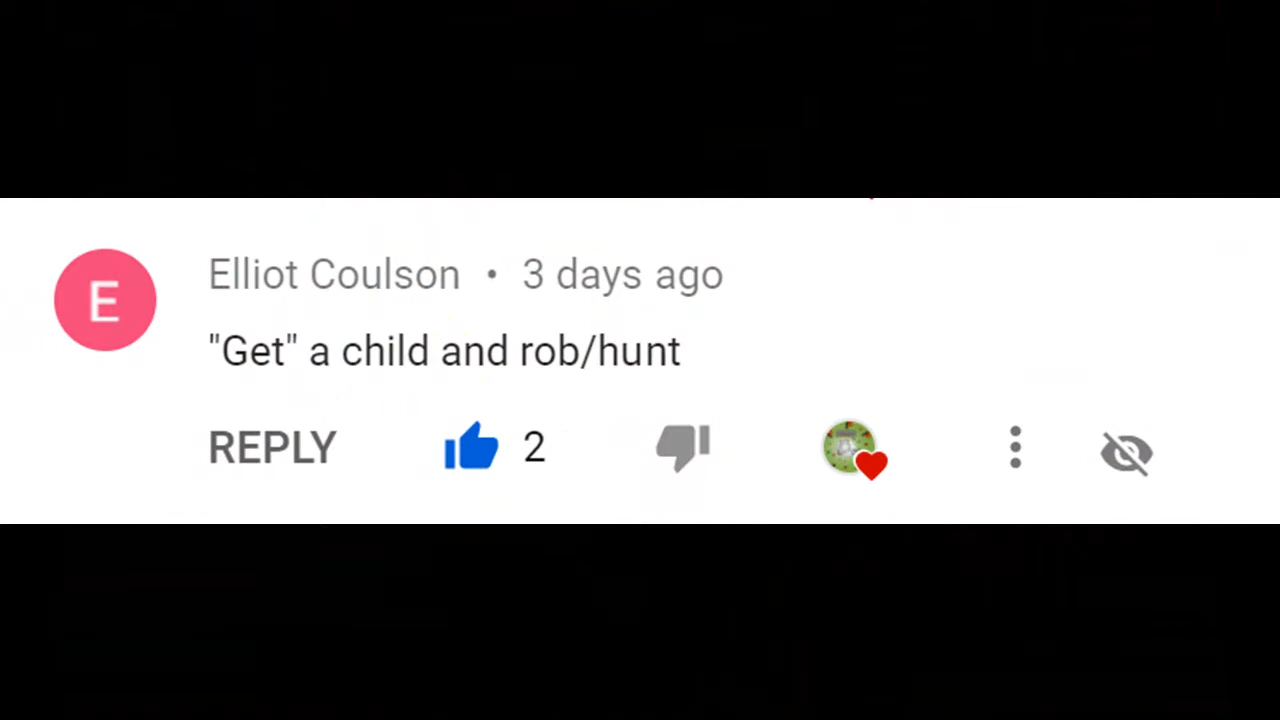 E
Elliot Coulson • 3 days ago
"Get" a child and rob/hunt
REPLY 2